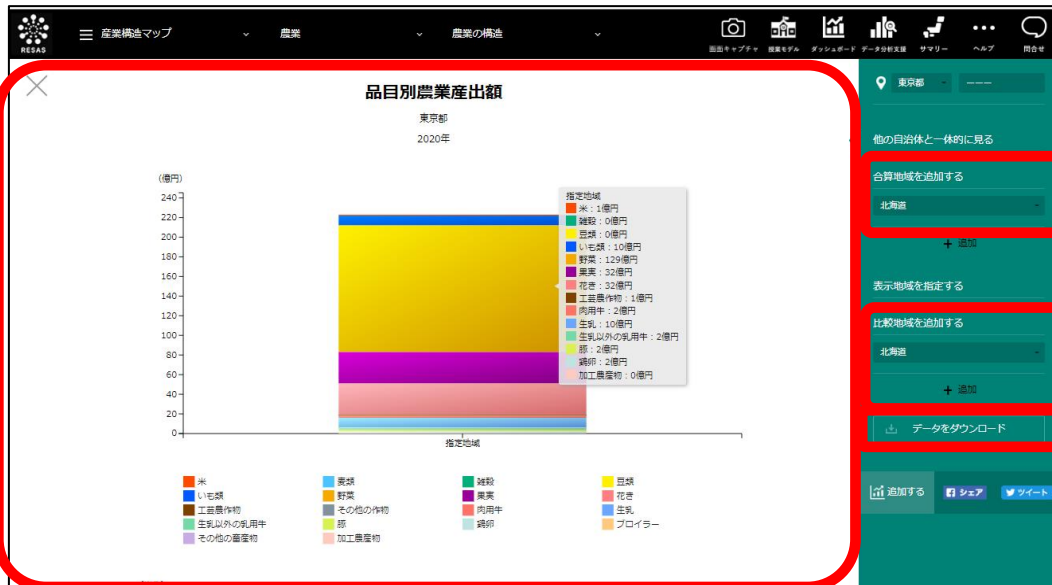 RESAS
産業構造マップ
農業
農業の構造
画面キャプチャ
授業モデル
ダッシュボード
データ分析支援
サマリー
ヘルプ
問合せ
品目別農業産出額
東京都
2020年
(億円)
240
220
200
180
160
140
120
100
80
60
40
20
0
指定地域
指定地域
米：1億円
雑穀：0億円
豆類：0億円
いも類：10億円
野菜：129億円
果実：32億円
花き：32億円
工芸農作物：1億円
肉用牛：2億円
生乳：10億円
生乳以外の乳用牛：2億円
豚：2億円
鶏卵：2億円
加工農産物：0億円
米
麦類
雑穀
豆類
いも類
野菜
果実
花き
工芸農作物
その他の作物
肉用牛
生乳
生乳以外の乳用牛
豚
鶏卵
ブロイラー
その他の畜産物
加工農産物
東京都
---
他の自治体と一体的に見る
合算地域を追加する
北海道
+ 追加
表示地域を指定する
比較地域を追加する
北海道
+ 追加
データをダウンロード
追加する
シェア
ツイート